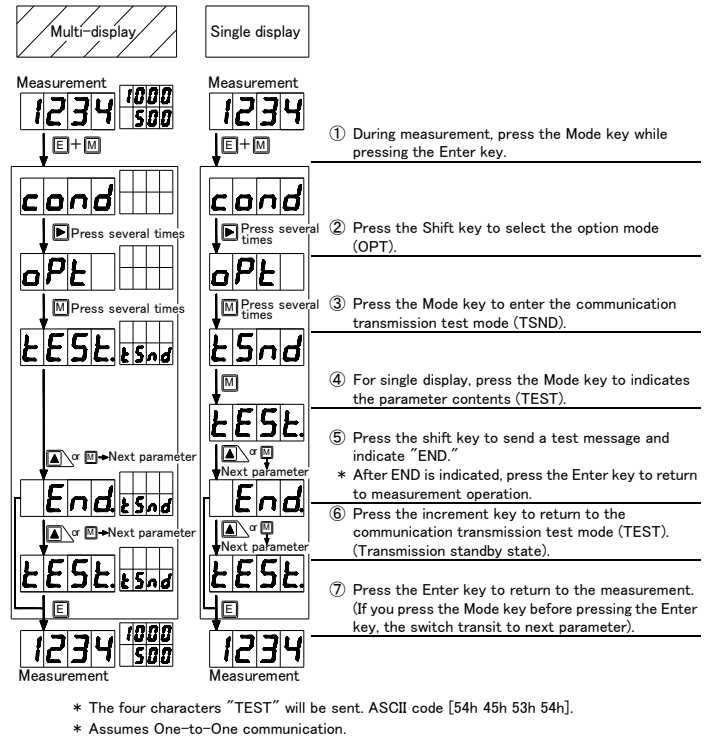 Multi-display
Single display
Measurement
1234 1000 500
E + M
cond
▶ Press several times
oPt
M Press several times
tESt. tSnd
▲ or M → Next parameter
End. tSnd
▲ or M → Next parameter
tESt. tSnd
E
1234 1000 500
Measurement
Measurement
1234
E + M
cond
▶ Press several
times
oPt
M Press several
times
tSnd
M
tESt.
▲ or M
Next parameter
End.
▲ or M
Next parameter
tESt.
E
1234
Measurement
① During measurement, press the Mode key while
pressing the Enter key.
② Press the Shift key to select the option mode
(OPT).
③ Press the Mode key to enter the communication
transmission test mode (TSND).
④ For single display, press the Mode key to indicates
the parameter contents (TEST).
⑤ Press the shift key to send a test message and
indicate "END."
* After END is indicated, press the Enter key to return
to measurement operation.
⑥ Press the increment key to return to the
communication transmission test mode (TEST).
(Transmission standby state).
⑦ Press the Enter key to return to the measurement.
(If you press the Mode key before pressing the Enter
key, the switch transit to next parameter).
* The four characters "TEST" will be sent. ASCII code [54h 45h 53h 54h].
* Assumes One-to-One communication.